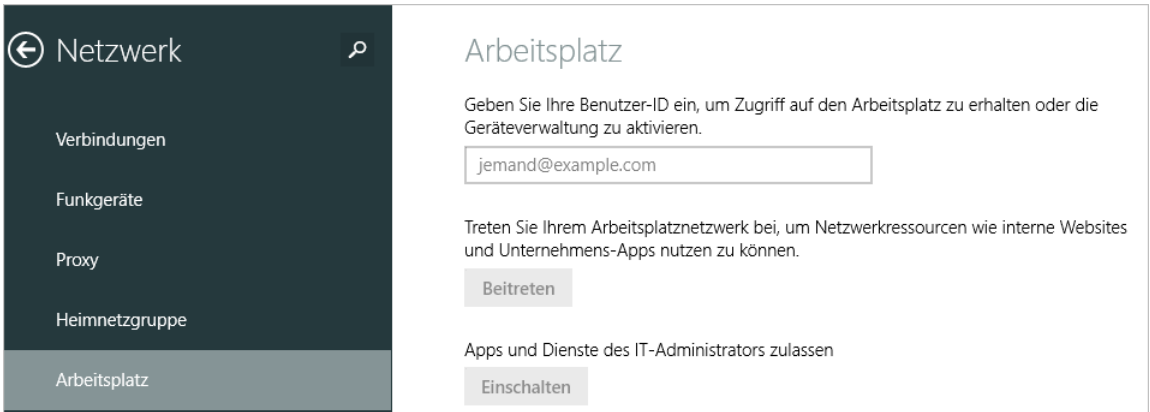 Netzwerk
Verbindungen
Funkgeräte
Proxy
Heimnetzgruppe
Arbeitsplatz
Arbeitsplatz
Geben Sie Ihre Benutzer-ID ein, um Zugriff auf den Arbeitsplatz zu erhalten oder die
Geräteverwaltung zu aktivieren.
jemand@example.com
Treten Sie Ihrem Arbeitsplatznetzwerk bei, um Netzwerkressourcen wie interne Websites
und Unternehmens-Apps nutzen zu können.
Beitreten
Apps und Dienste des IT-Administrators zulassen
Einschalten